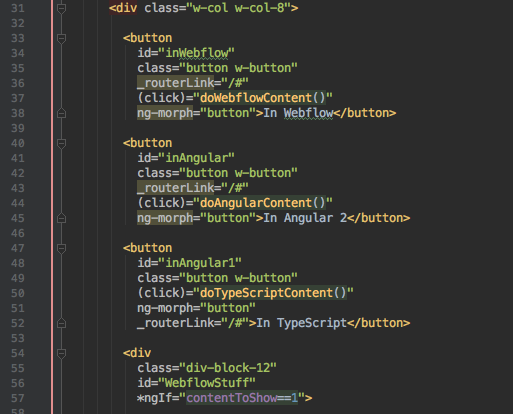 31 <div class="w-col w-col-8">
32
33 <button
34 id="inWebflow"
35 class="button w-button"
36 _routerLink="/#"
37 (click)="doWebflowContent()"
38 ng-morph="button">In Webflow</button>
39
40 <button
41 id="inAngular"
42 class="button w-button"
43 _routerLink="/#"
44 (click)="doAngularContent()"
45 ng-morph="button">In Angular 2</button>
46
47 <button
48 id="inAngular1"
49 class="button w-button"
50 (click)="doTypeScriptContent()"
51 ng-morph="button"
52 _routerLink="/#">In TypeScript</button>
53
54 <div
55 class="div-block-12"
56 id="WebflowStuff"
57 *ngIf="contentToShow==1">
58